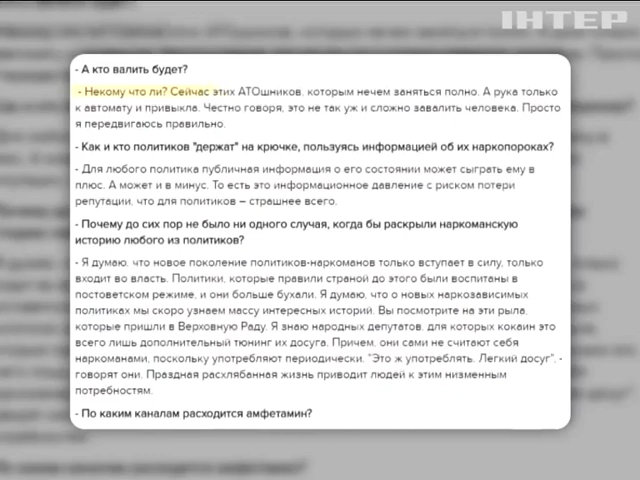 ІНТЕР
- А кто валить будет?
- Некому что ли? Сейчас этих АТОшников, которым нечем заняться полно. А рука только
к автомату и привыкла. Честно говоря, это не так уж и сложно завалить человека. Просто
я передвигаюсь правильно.
- Как и кто политиков "держат" на крючке, пользуясь информацией об их наркопороках?
- Для любого политика публичная информация о его состоянии может сыграть ему в
плюс. А может и в минус. То есть это информационное давление с риском потери
репутации, что для политиков – страшнее всего.
- Почему до сих пор не было ни одного случая, когда бы раскрыли наркоманскую
историю любого из политиков?
- Я думаю, что новое поколение политиков-наркоманов только вступает в силу, только
входит во власть. Политики, которые правили страной до этого были воспитаны в
постоветском режиме, и они больше бухали. Я думаю, что о новых наркозависимых
политиках мы скоро узнаем массу интересных историй. Вы посмотрите на эти рыла,
которые пришли в Верховную Раду. Я знаю народных депутатов, для которых кокаин это
всего лишь дополнительный тюнинг их досуга. Причем, они сами не считают себя
наркоманами, поскольку употребляют периодически. "Это ж употреблять. Легкий досуг", -
говорят они. Праздная расхлябанная жизнь приводит людей к этим низменным
потребностям.
- По каким каналам расходится амфетамин?